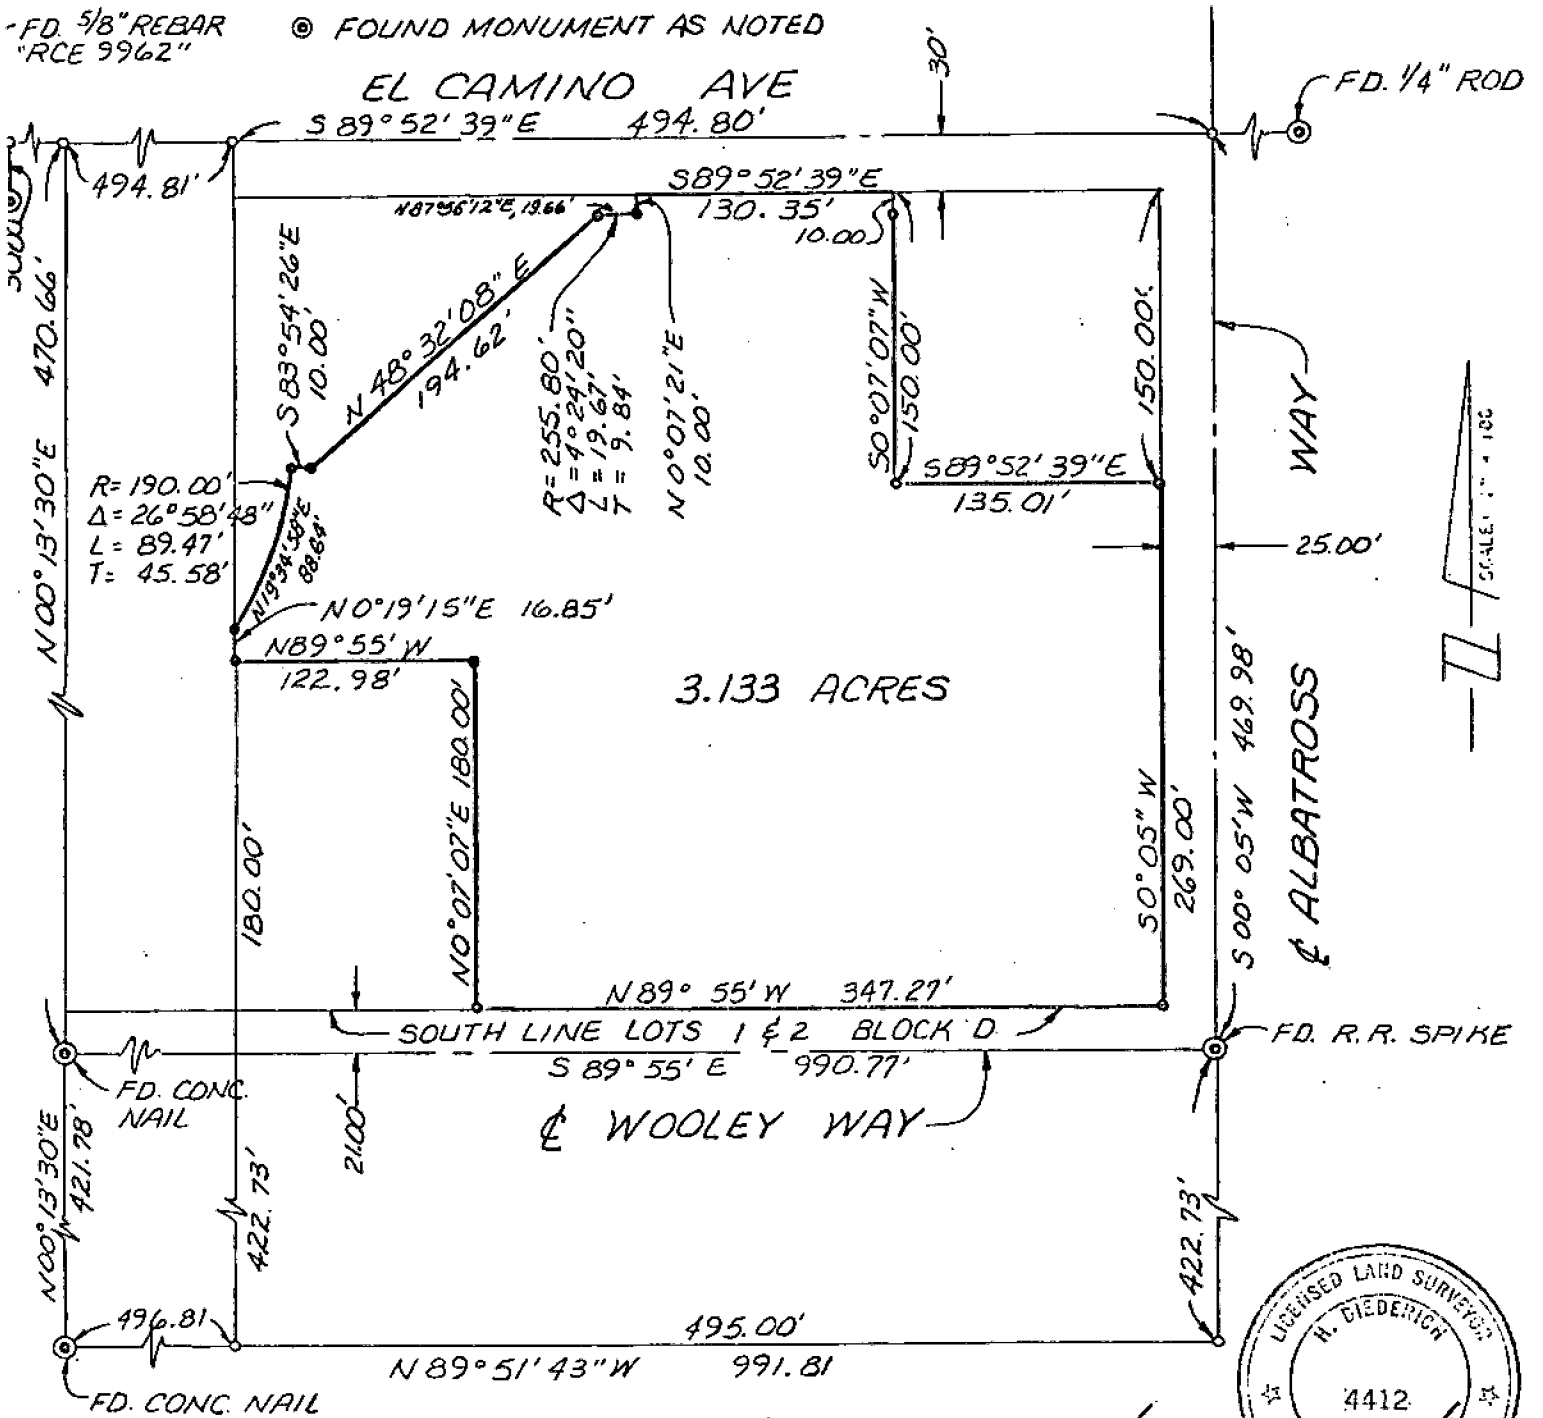 FD. 5/8" REBAR
"RCE 9962"
FOUND MONUMENT AS NOTED
EL CAMINO AVE
30'
FD. 1/4" ROD
S 89° 52' 39" E 494.80'
494.81'
S89° 52' 39" E
130.35'
N87°56'12"E, 19.66'
10.00
N 00° 13' 30" E 470.66'
S 83° 54' 26" E
10.00'
N 48° 32' 08" E
194.62'
R= 255.80'
Δ = 4° 24' 20"
L = 19.67'
T = 9.84'
N 0° 07' 21" E
10.00'
S0° 07' 07" W
150.00'
150.00'
S89° 52' 39" E
135.01'
WAY
25.00'
R= 190.00'
Δ= 26° 58' 48"
L= 89.47'
T= 45.58'
N19°34'58"E
88.64'
N 0° 19' 15" E 16.85'
N89° 55' W
122.98'
3.133 ACRES
180.00'
N0° 07' 07" E 180.00'
S0° 05" W
269.00'
S 00° 05' W 469.98'
℄ ALBATROSS
N 89° 55' W 347.27'
SOUTH LINE LOTS 1 & 2 BLOCK D
S 89° 55' E 990.77'
FD. R.R. SPIKE
FD. CONC.
NAIL
21.00'
℄ WOOLEY WAY
N00° 13' 30" E
421.78'
422.73'
422.73'
496.81
495.00'
N 89° 51' 43" W 991.81
FD. CONC. NAIL
LICENSED LAND SURVEYOR
H. DIEDERICH
4412